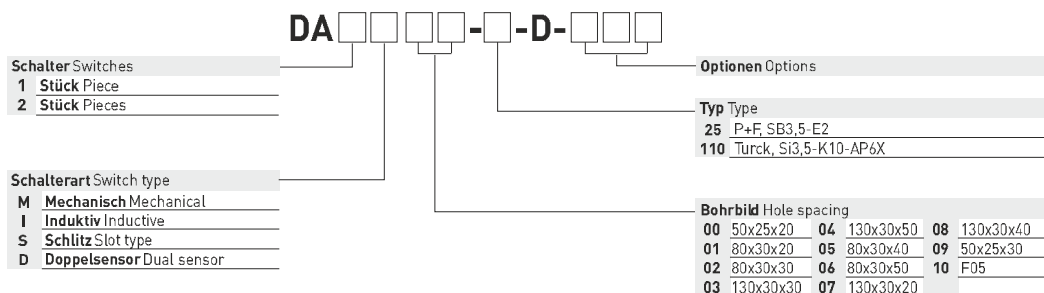 DA - -D-
Schalter Switches
1 Stück Piece
2 Stück Pieces
Schalterart Switch type
M Mechanisch Mechanical
I Induktiv Inductive
S Schlitz Slot type
D Doppelsensor Dual sensor
Optionen Options
Typ Type
25 P+F, SB3,5-E2
110 Turck, Si3,5-K10-AP6X
Bohrbild Hole spacing
00 50x25x20 04 130x30x50 08 130x30x40
01 80x30x20 05 80x30x40 09 50x25x30
02 80x30x30 06 80x30x50 10 F05
03 130x30x30 07 130x30x20